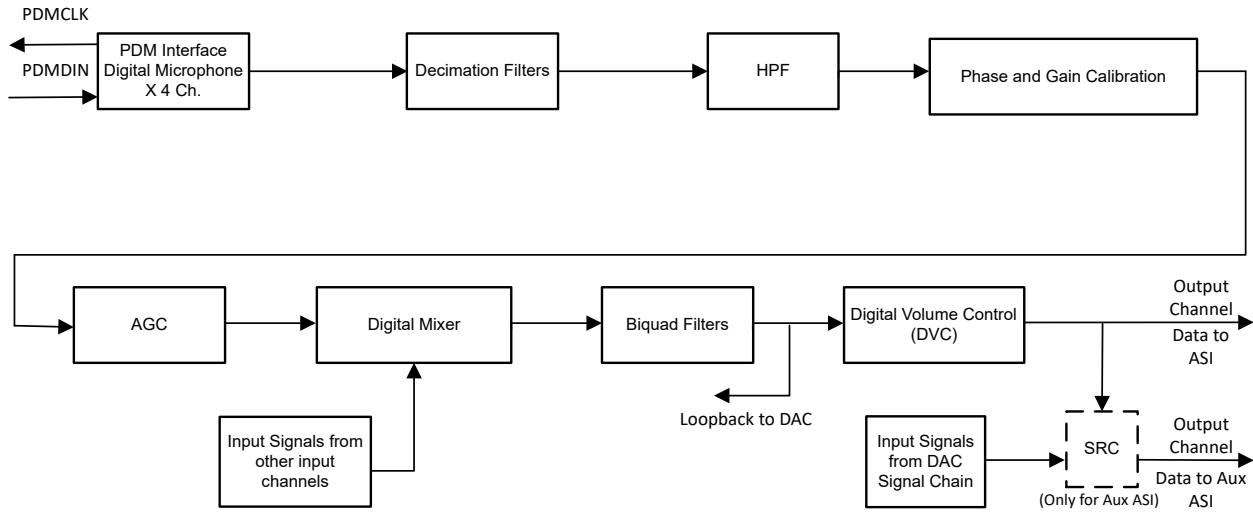 PDMCLK
PDMDIN
PDM Interface
Digital Microphone
X 4 Ch.
Decimation Filters
HPF
Phase and Gain Calibration
AGC
Digital Mixer
Biquad Filters
Digital Volume Control
(DVC)
Output
Channel
Data to
ASI
Loopback to DAC
Input Signals from
other input
channels
Input Signals
from DAC
Signal Chain
SRC
(Only for Aux ASI)
Output
Channel
Data to Aux
ASI